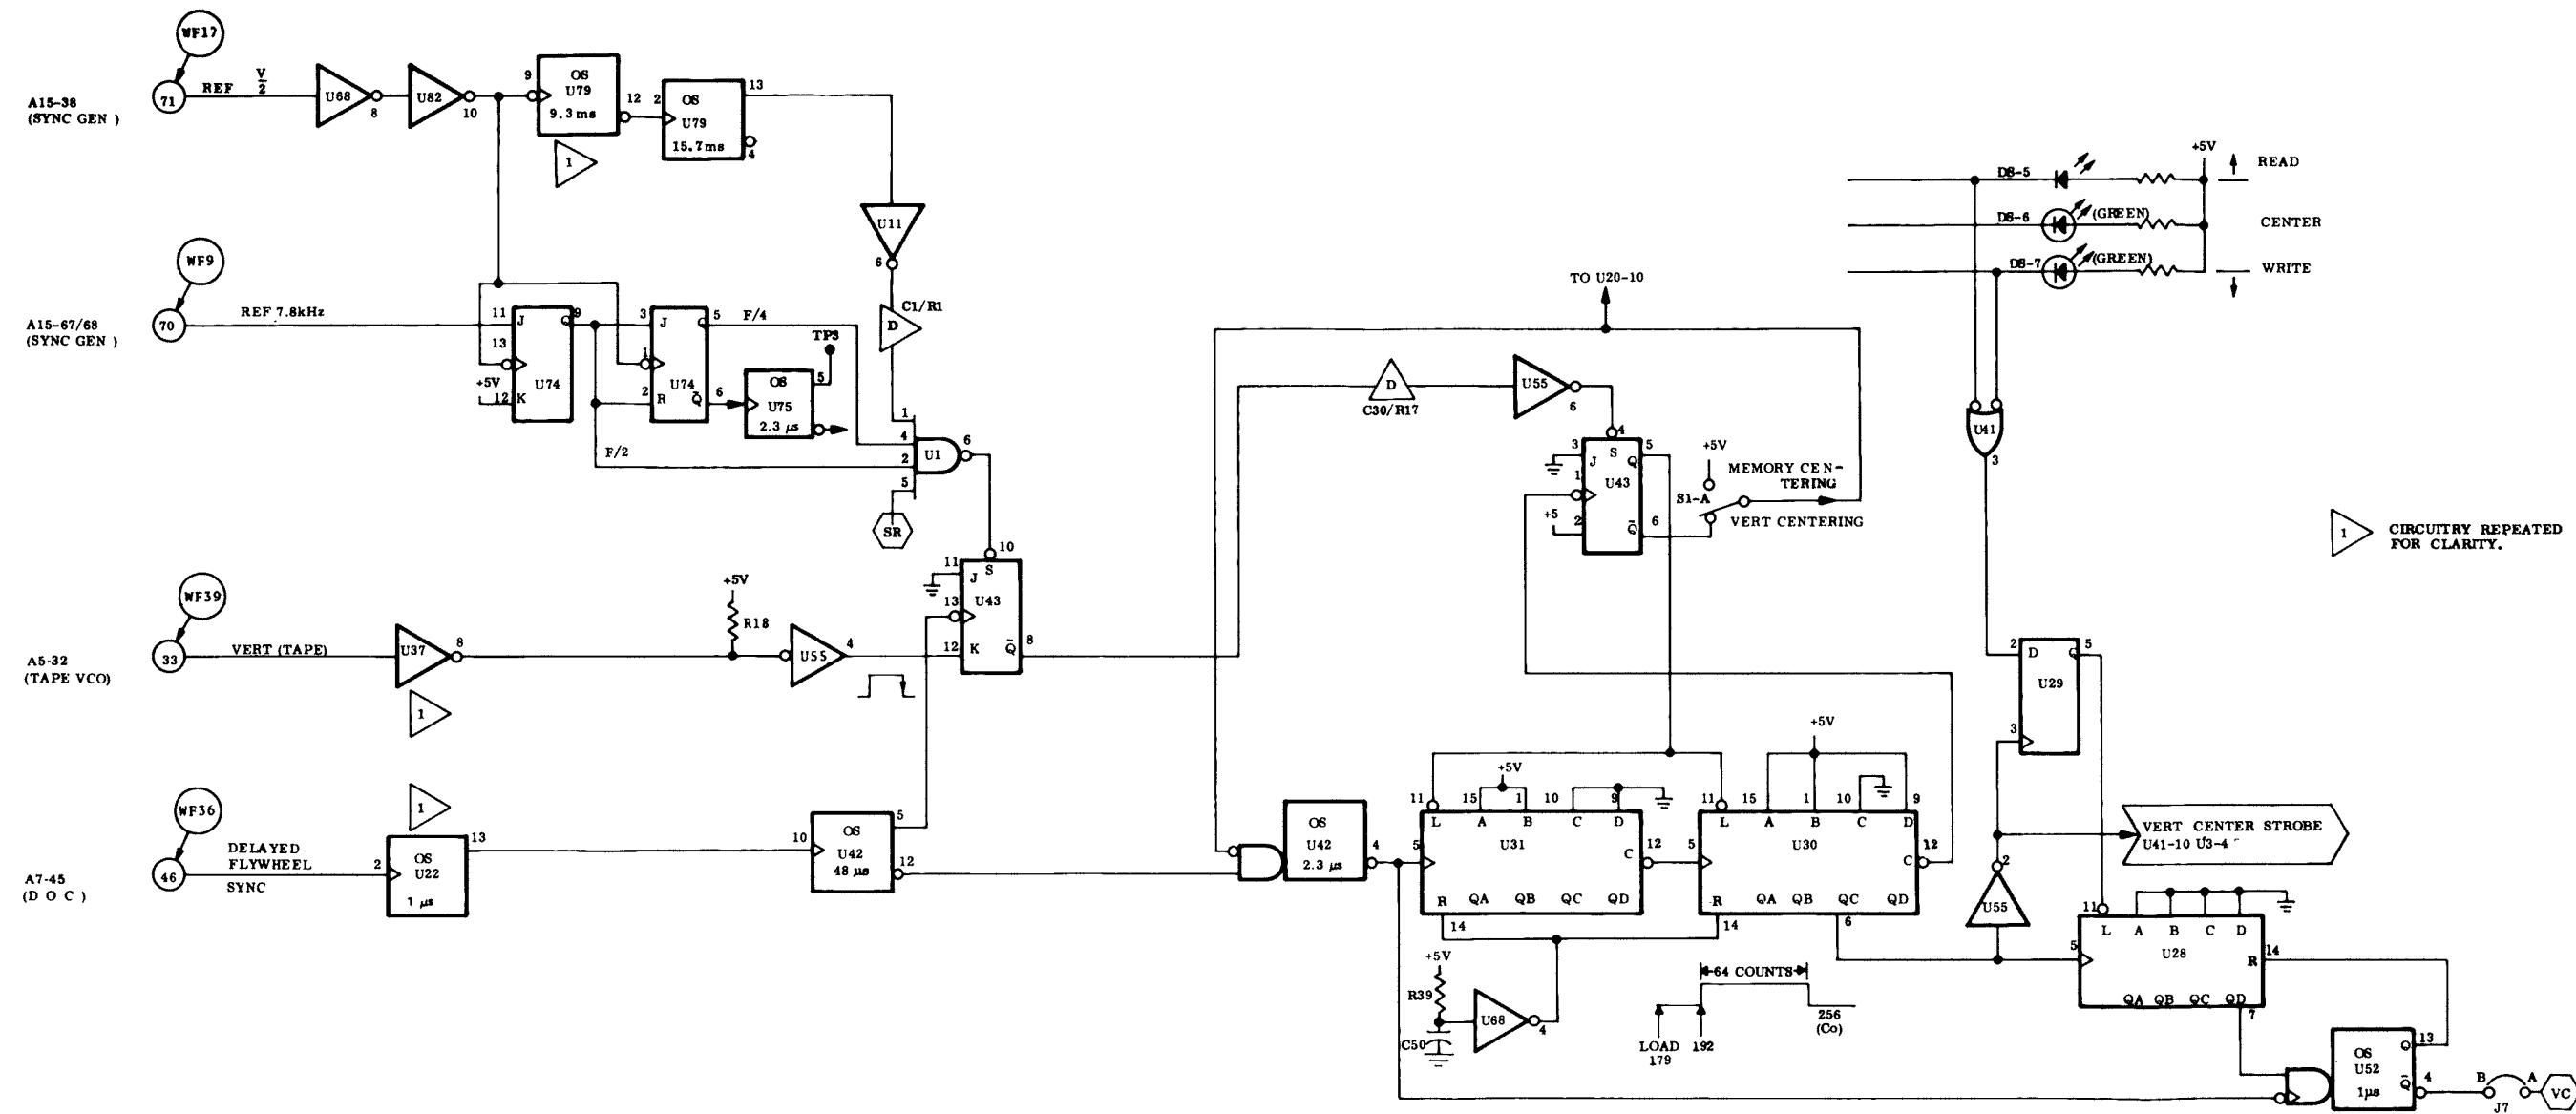 WF17
A15-38
(SYNC GEN )
71
REF
V
2
U68
8
U82
10
9
OS
U79
9.3ms
12
1
2
OS
U79
15.7ms
13
4
U11
6
D
C1/R1
WF9
A15-67/68
(SYNC GEN )
70
REF 7.8kHz
11
J
Q
9
13
+5V
12
K
U74
3
J
Q
5
F/4
1
U74
2
R
Q̄
6
OS
U75
2.3 µs
5
TP3
F/2
1
4
2
5
U1
6
SR
10
11
J
S
13
U43
12
K
Q̄
8
WF39
A5-32
(TAPE VCO)
33
VERT (TAPE)
U37
8
1
+5V
R18
U55
4
WF36
A7-45
(D O C )
46
DELAYED
FLYWHEEL
SYNC
1
2
OS
U22
1 µs
13
10
OS
U42
48 µs
5
12
OS
U42
2.3 µs
4
TO U20-10
D
C30/R17
U55
6
4
3
J
S
Q
5
1
U43
+5
2
Q̄
6
+5V
S1-A
MEMORY CEN-
TERING
VERT CENTERING
+5V
11
15
1
10
9
L
A
B
C
D
5
U31
C
12
R
QA
QB
QC
QD
14
+5V
11
15
1
10
9
L
A
B
C
D
5
U30
C
12
R
QA
QB
QC
QD
14
6
+5V
R39
C50
U68
4
64 COUNTS
LOAD
179
192
256
(Co)
DS-5
DS-6
(GREEN)
DS-7
(GREEN)
+5V
READ
CENTER
WRITE
U41
3
1
CIRCUITRY REPEATED
FOR CLARITY.
2
D
Q
5
U29
3
VERT CENTER STROBE
U41-10 U3-4
2
U55
11
L
A
B
C
D
5
U28
R
14
QA
QB
QC
QD
7
OS
U52
1µs
Q
13
Q̄
4
B
A
J7
VC